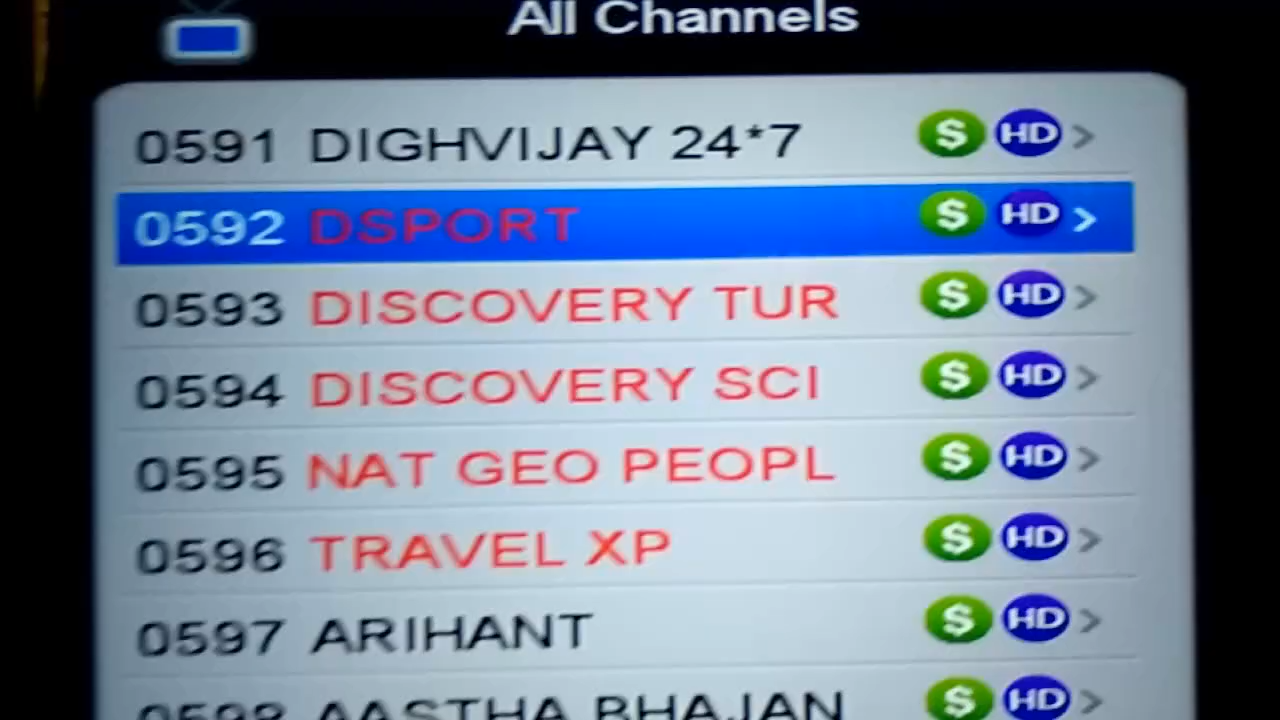 All Channels
0591 DIGHVIJAY 24*7 $ HD >
0592 DSPORT $ HD >
0593 DISCOVERY TUR $ HD >
0594 DISCOVERY SCI $ HD >
0595 NAT GEO PEOPL $ HD >
0596 TRAVEL XP $ HD >
0597 ARIHANT $ HD >
0598 AASTHA BHAJAN $ HD >